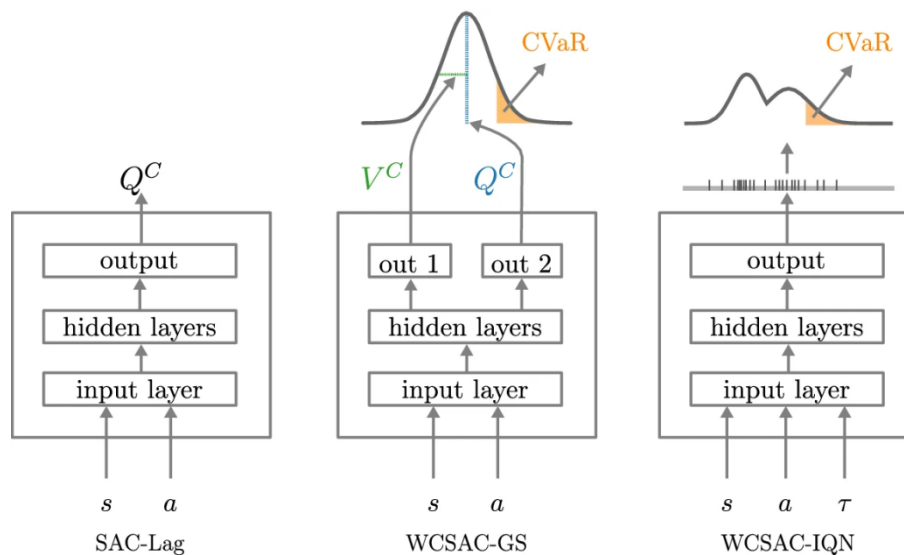 Q^C
output
hidden layers
input layer
s a
SAC-Lag
CVaR
V^C Q^C
out 1 out 2
hidden layers
input layer
s a
WCSAC-GS
CVaR
output
hidden layers
input layer
s a τ
WCSAC-IQN